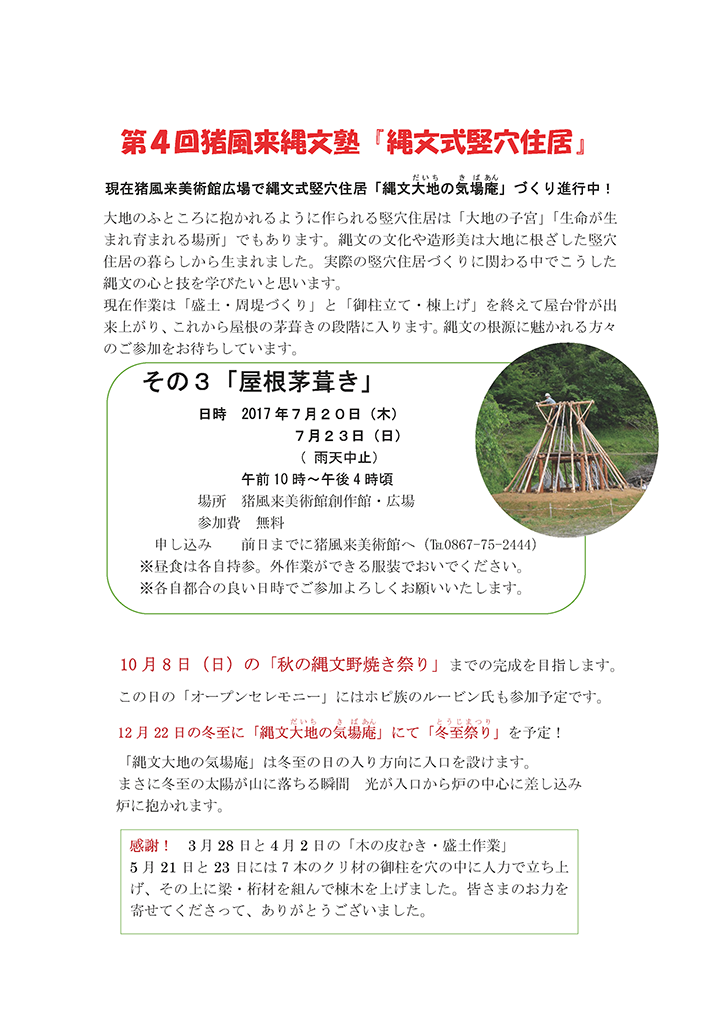 第４回猪風来縄文塾『縄文式竪穴住居』
現在猪風来美術館広場で縄文式竪穴住居「縄文大地の気場庵」づくり進行中！
だいち　き ば あん
大地のふところに抱かれるように作られる竪穴住居は「大地の子宮」「生命が生
まれ育まれる場所」でもあります。縄文の文化や造形美は大地に根ざした竪穴
住居の暮らしから生まれました。実際の竪穴住居づくりに関わる中でこうした
縄文の心と技を学びたいと思います。
現在作業は「盛土・周堤づくり」と「御柱立て・棟上げ」を終えて屋台骨が出
来上がり、これから屋根の茅葺きの段階に入ります。縄文の根源に魅かれる方々
のご参加をお待ちしています。
その３「屋根茅葺き」
日時　2017 年７月２０日（木）
７月２３日（日）
（ 雨天中止）
午前 10 時～午後 4 時頃
場所　猪風来美術館創作館・広場
参加費　無料
申し込み　　前日までに猪風来美術館へ（℡0867-75-2444）
※昼食は各自持参。外作業ができる服装でおいでください。
※各自都合の良い日時でご参加よろしくお願いいたします。
10 月 8 日（日）の「秋の縄文野焼き祭り」までの完成を目指します。
この日の「オープンセレモニー」にはホピ族のルービン氏も参加予定です。
だいち　き ば あん　とうじまつり
12 月 22 日の冬至に「縄文大地の気場庵」にて「冬至祭り」を予定！
「縄文大地の気場庵」は冬至の日の入り方向に入口を設けます。
まさに冬至の太陽が山に落ちる瞬間　光が入口から炉の中心に差し込み
炉に抱かれます。
感謝！　3 月 28 日と 4 月 2 日の「木の皮むき・盛土作業」
5 月 21 日と 23 日には 7 本のクリ材の御柱を穴の中に人力で立ち上
げ、その上に梁・桁材を組んで棟木を上げました。皆さまのお力を
寄せてくださって、ありがとうございました。